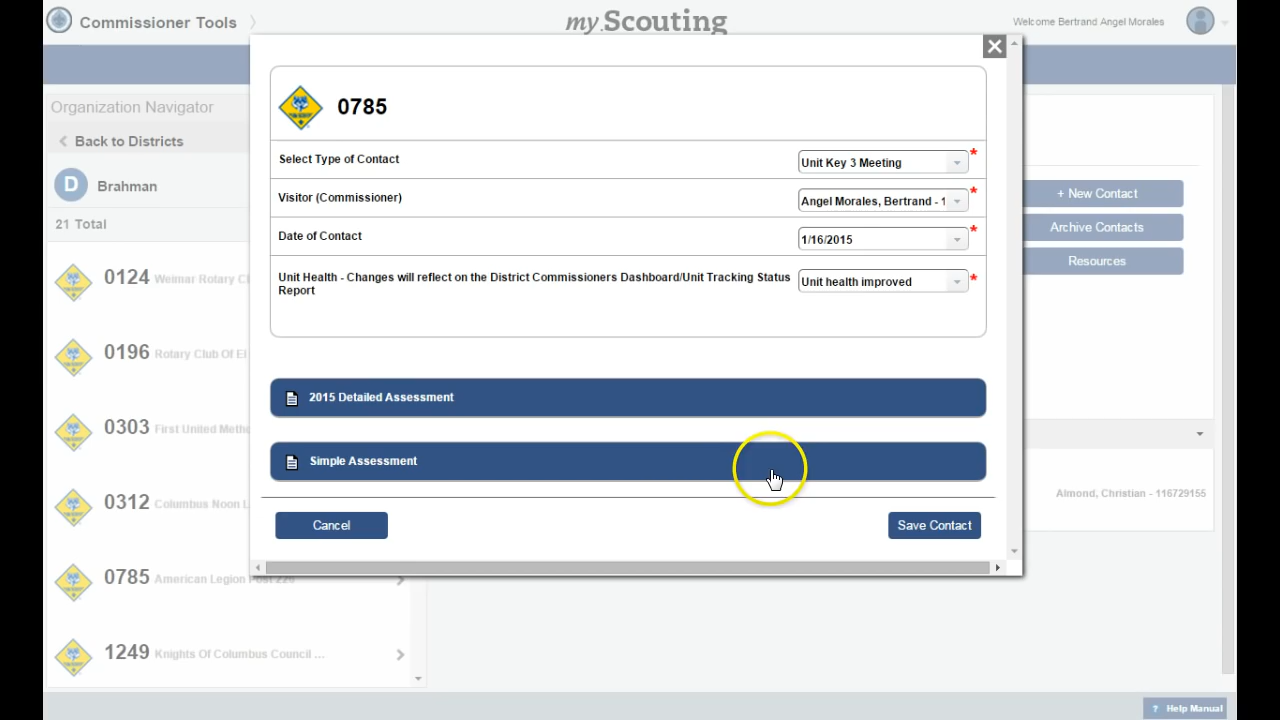 Commissioner Tools
my.Scouting
Welcome Bertrand Angel Morales
Organization Navigator
Back to Districts
D Brahman
21 Total
0124 Weimar Rotary Cl
0196 Rotary Club Of El
0303 First United Metho
0312 Columbus Noon L
0785 American Legion Post 220
1249 Knights Of Columbus Council ...
0785
Select Type of Contact
Unit Key 3 Meeting *
Visitor (Commissioner)
Angel Morales, Bertrand - 1 *
Date of Contact
1/16/2015 *
Unit Health - Changes will reflect on the District Commissioners Dashboard/Unit Tracking Status
Report
Unit health improved *
2015 Detailed Assessment
Simple Assessment
Cancel
Save Contact
+ New Contact
Archive Contacts
Resources
Almond, Christian - 116729155
? Help Manual